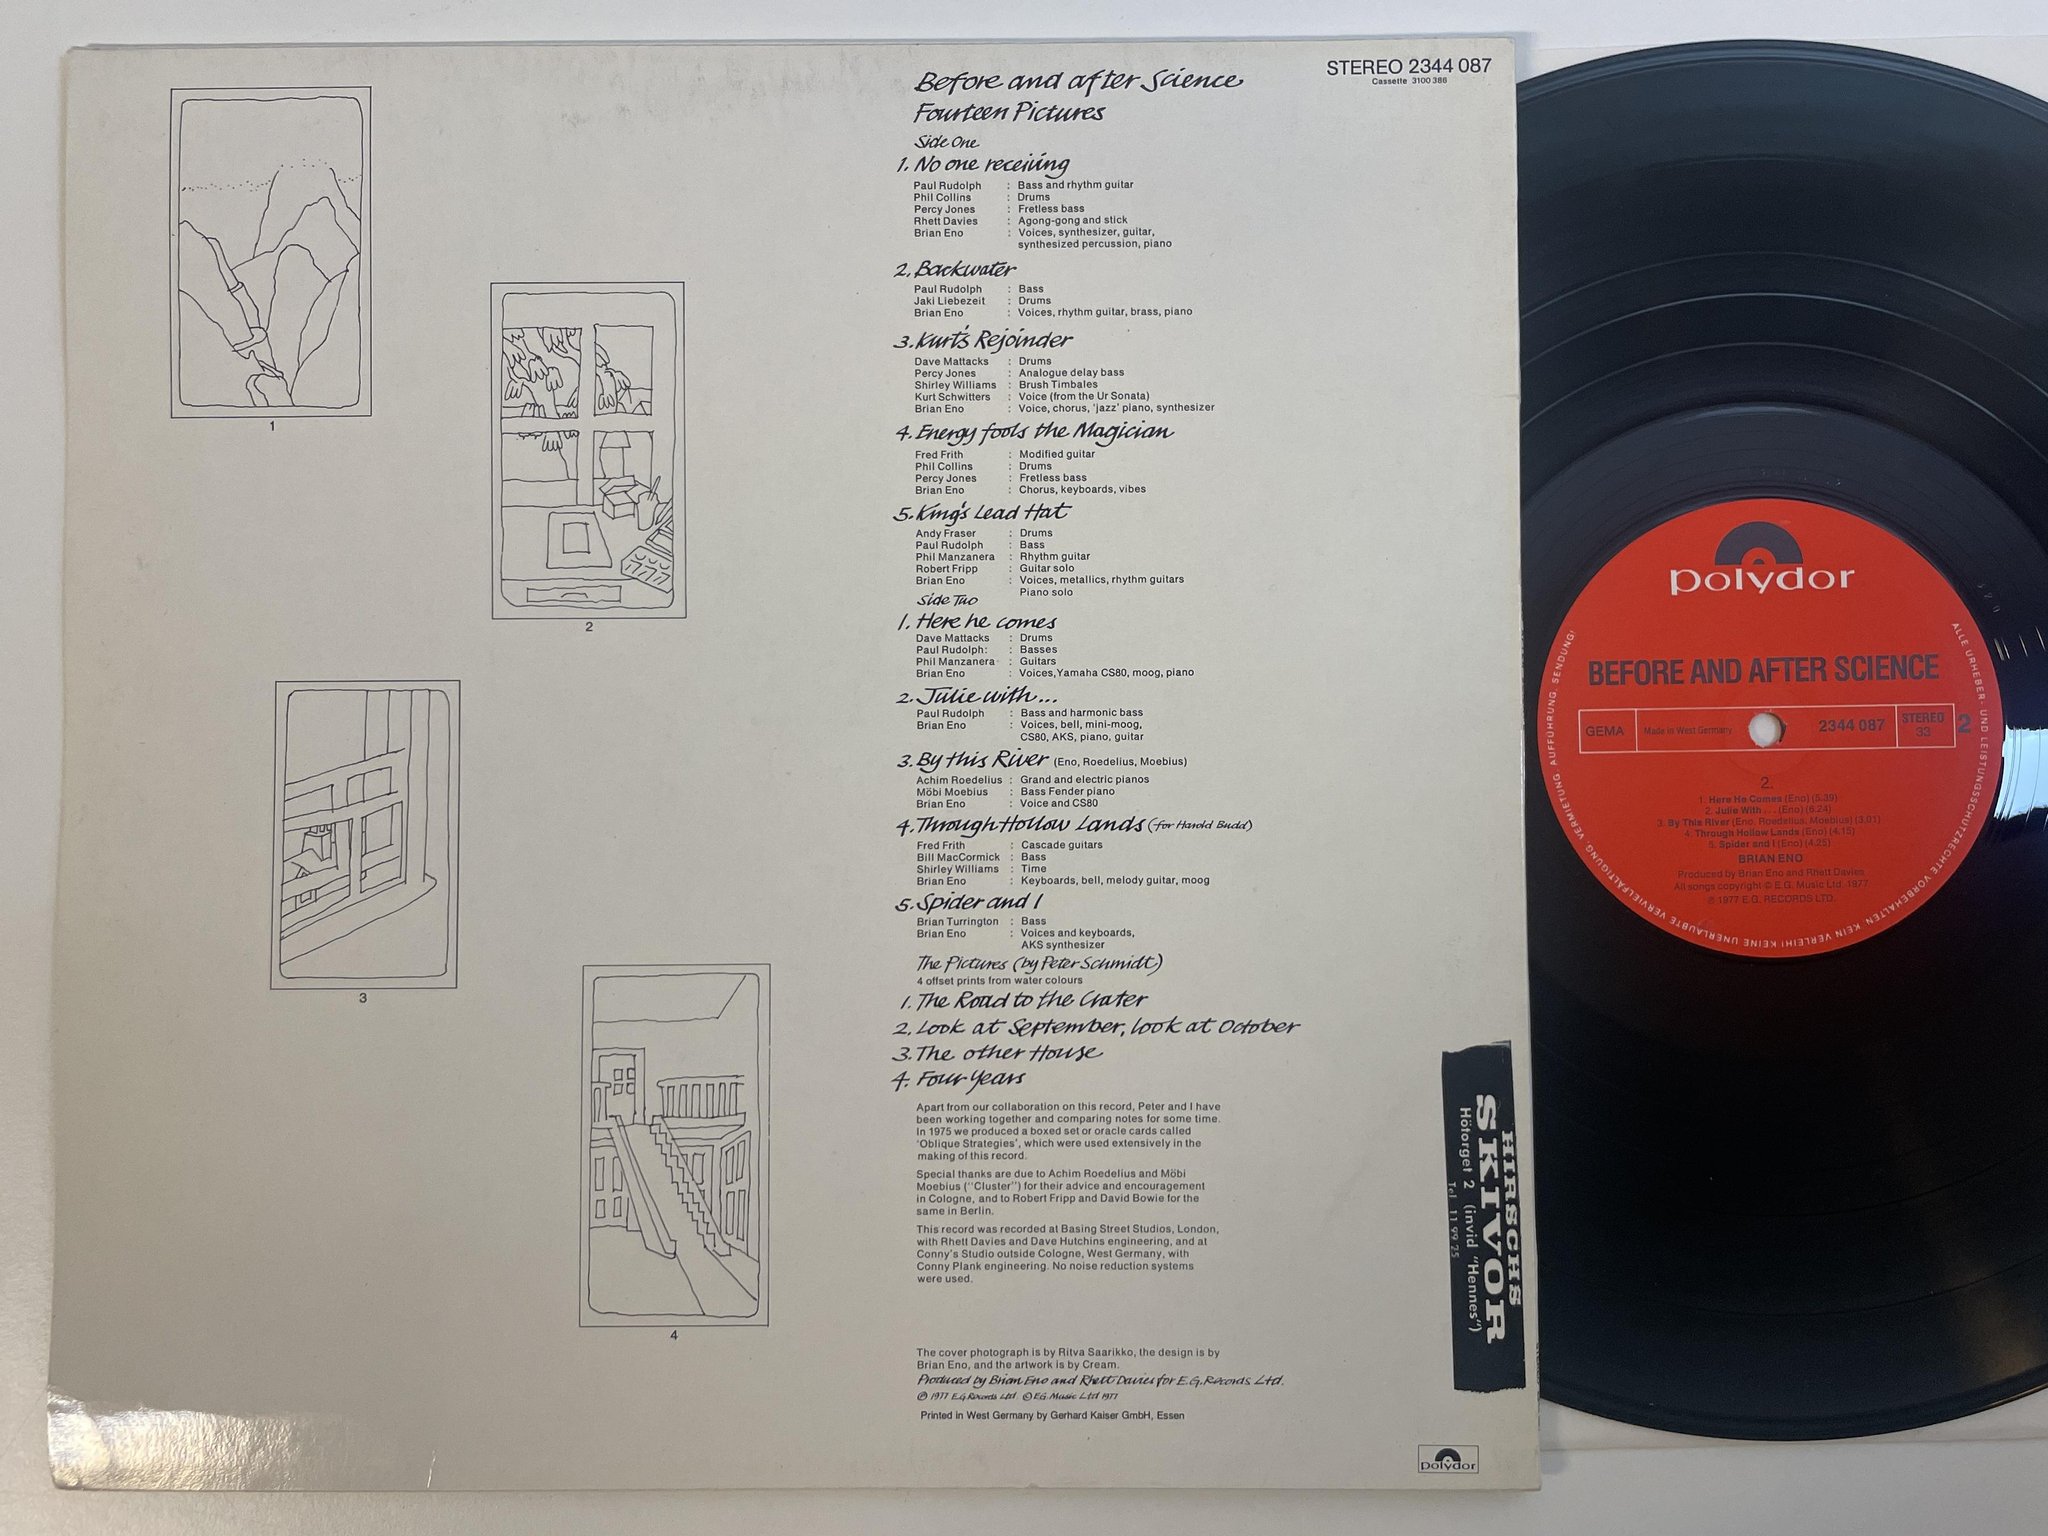 STEREO 2344 087
Cassette 3100 386
Before and after Science
Fourteen Pictures
Side One
1. No one receiving
Paul Rudolph : Bass and rhythm guitar
Phil Collins : Drums
Percy Jones : Fretless bass
Rhett Davies : Agong-gong and stick
Brian Eno : Voices, synthesizer, guitar,
synthesized percussion, piano
2. Backwater
Paul Rudolph : Bass
Jaki Liebezeit : Drums
Brian Eno : Voices, rhythm guitar, brass, piano
3. Kurt's Rejoinder
Dave Mattacks : Drums
Percy Jones : Analogue delay bass
Shirley Williams : Brush Timbales
Kurt Schwitters : Voice (from the Ur Sonata)
Brian Eno : Voice, chorus, 'jazz' piano, synthesizer
4. Energy fools the Magician
Fred Frith : Modified guitar
Phil Collins : Drums
Percy Jones : Fretless bass
Brian Eno : Chorus, keyboards, vibes
5. King's Lead Hat
Andy Fraser : Drums
Paul Rudolph : Bass
Phil Manzanera : Rhythm guitar
Robert Fripp : Guitar solo
Brian Eno : Voices, metallics, rhythm guitars
Piano solo
Side Two
1. Here he comes
Dave Mattacks : Drums
Paul Rudolph: : Basses
Phil Manzanera : Guitars
Brian Eno : Voices, Yamaha CS80, moog, piano
2. Julie with...
Paul Rudolph : Bass and harmonic bass
Brian Eno : Voices, bell, mini-moog,
CS80, AKS, piano, guitar
3. By this River (Eno, Roedelius, Moebius)
Achim Roedelius : Grand and electric pianos
Möbi Moebius : Bass Fender piano
Brian Eno : Voice and CS80
4. Through Hollow Lands (for Harold Budd)
Fred Frith : Cascade guitars
Bill MacCormick : Bass
Shirley Williams : Time
Brian Eno : Keyboards, bell, melody guitar, moog
5. Spider and I
Brian Turrington : Bass
Brian Eno : Voices and keyboards,
AKS synthesizer
The Pictures (by Peter Schmidt)
4 offset prints from water colours
1. The Road to the Crater
2. Look at September, look at October
3. The other House
4. Four Years
Apart from our collaboration on this record, Peter and I have
been working together and comparing notes for some time.
In 1975 we produced a boxed set or oracle cards called
'Oblique Strategies', which were used extensively in the
making of this record.
Special thanks are due to Achim Roedelius and Möbi
Moebius (''Cluster'') for their advice and encouragement
in Cologne, and to Robert Fripp and David Bowie for the
same in Berlin.
This record was recorded at Basing Street Studios, London,
with Rhett Davies and Dave Hutchins engineering, and at
Conny's Studio outside Cologne, West Germany, with
Conny Plank engineering. No noise reduction systems
were used.
The cover photograph is by Ritva Saarikko, the design is by
Brian Eno, and the artwork is by Cream.
Produced by Brian Eno and Rhett Davies for E.G. Records Ltd.
℗ 1977 E.G Records Ltd. © E.G. Music Ltd 1977
Printed in West Germany by Gerhard Kaiser GmbH, Essen
polydor
1
2
3
4
HIRSCHS
SKIVOR
Hötorget 2 (invid "Hennes")
Tel. 11 99 25
polydor
BEFORE AND AFTER SCIENCE
GEMA
Made in West Germany
2344 087
STEREO
33
2
2.
1. Here He Comes (Eno) (5.39)
2. Julie With . . . (Eno) (6.24)
3. By This River (Eno, Roedelius, Moebius) (3.01)
4. Through Hollow Lands (Eno) (4.15)
5. Spider and I (Eno) (4.25)
BRIAN ENO
Produced by Brian Eno and Rhett Davies
All songs copyright © E.G. Music Ltd. 1977
℗ 1977 E.G. RECORDS LTD.
ALLE URHEBER- UND LEISTUNGSSCHUTZRECHTE VORBEHALTEN. KEIN VERLEIH! KEINE UNERLAUBTE VERVIELFÄLTIGUNG, VERMIETUNG, AUFFÜHRUNG, SENDUNG!